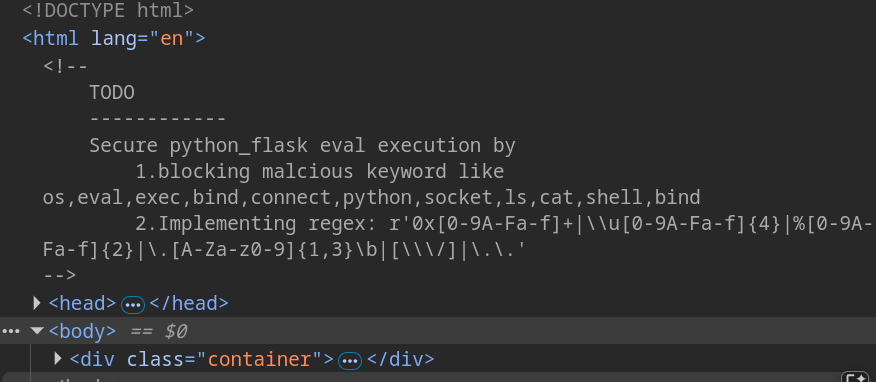 <!DOCTYPE html>
<html lang="en">
<!--
TODO
------------
Secure python_flask eval execution by
1.blocking malcious keyword like
os,eval,exec,bind,connect,python,socket,ls,cat,shell,bind
2.Implementing regex: r'0x[0-9A-Fa-f]+|\\u[0-9A-Fa-f]{4}|%[0-9A-
Fa-f]{2}|\.[A-Za-z0-9]{1,3}\b|[\\\/]|\.\.'
-->
<head>…</head>
<body> == $0
<div class="container">…</div>